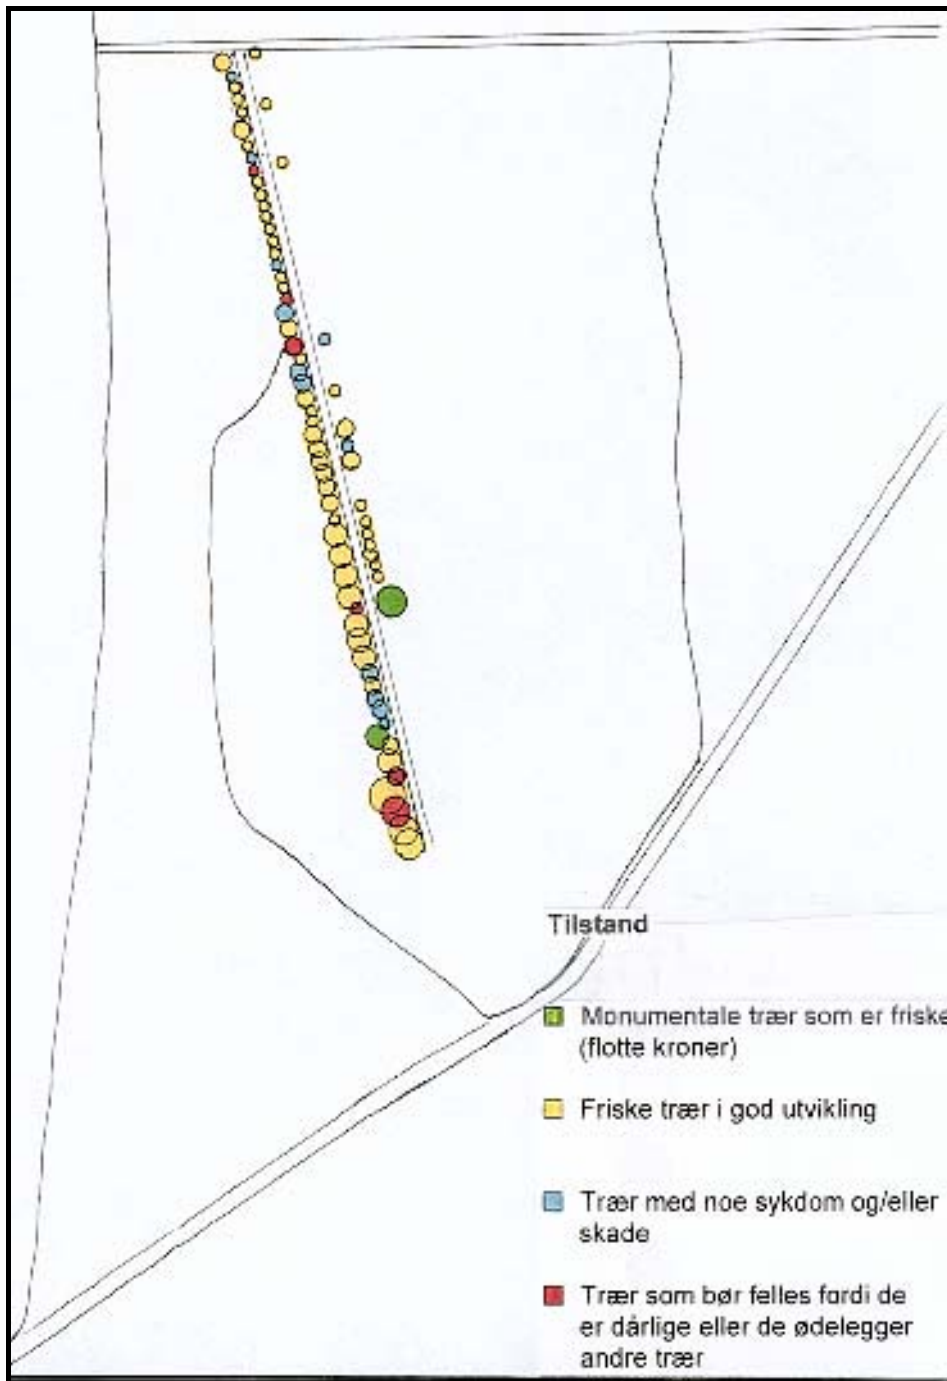 Tilstand
Monumentale trær som er friske
(flotte kroner)
Friske trær i god utvikling
Trær med noe sykdom og/eller
skade
Trær som bør felles fordi de
er dårlige eller de ødelegger
andre trær